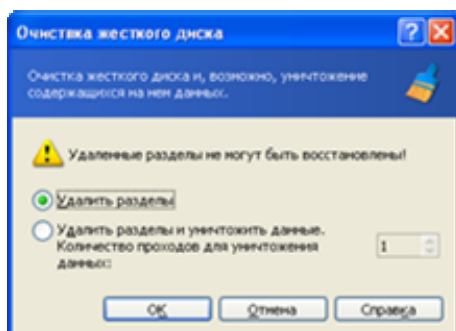 Очистка жесткого диска
Очистка жесткого диска и, возможно, уничтожение
содержащихся на нем данных.
Удаленные разделы не могут быть восстановлены!
Удалить разделы
Удалить разделы и уничтожить данные.
Количество проходов для уничтожения
данных:
1
OK
Отмена
Справка